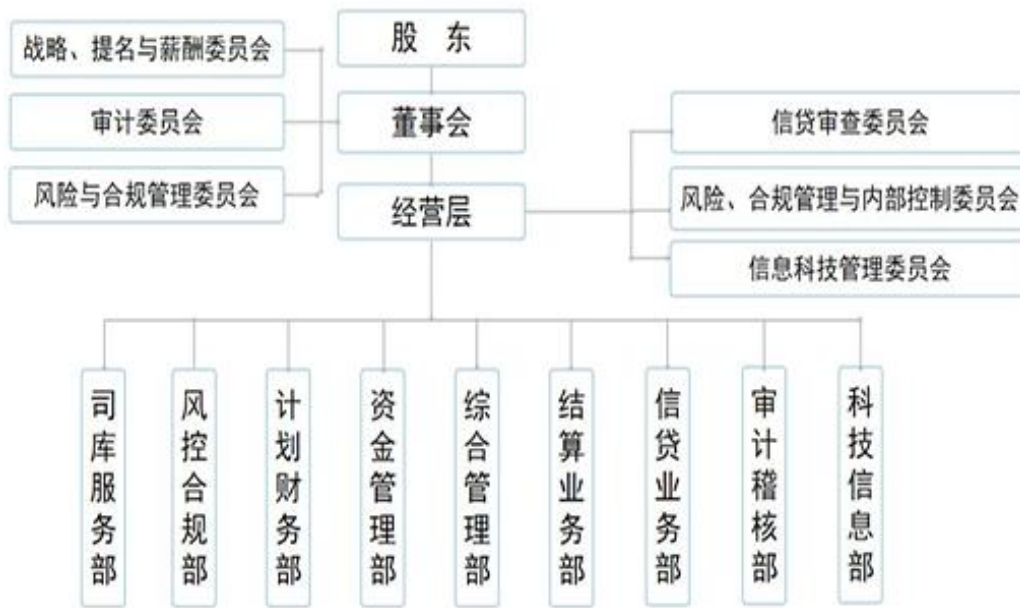 股 东
战略、提名与薪酬委员会
董事会
审计委员会
风险与合规管理委员会
经营层
信贷审查委员会
风险、合规管理与内部控制委员会
信息科技管理委员会
司库服务部
风控合规部
计划财务部
资金管理部
综合管理部
结算业务部
信贷业务部
审计稽核部
科技信息部